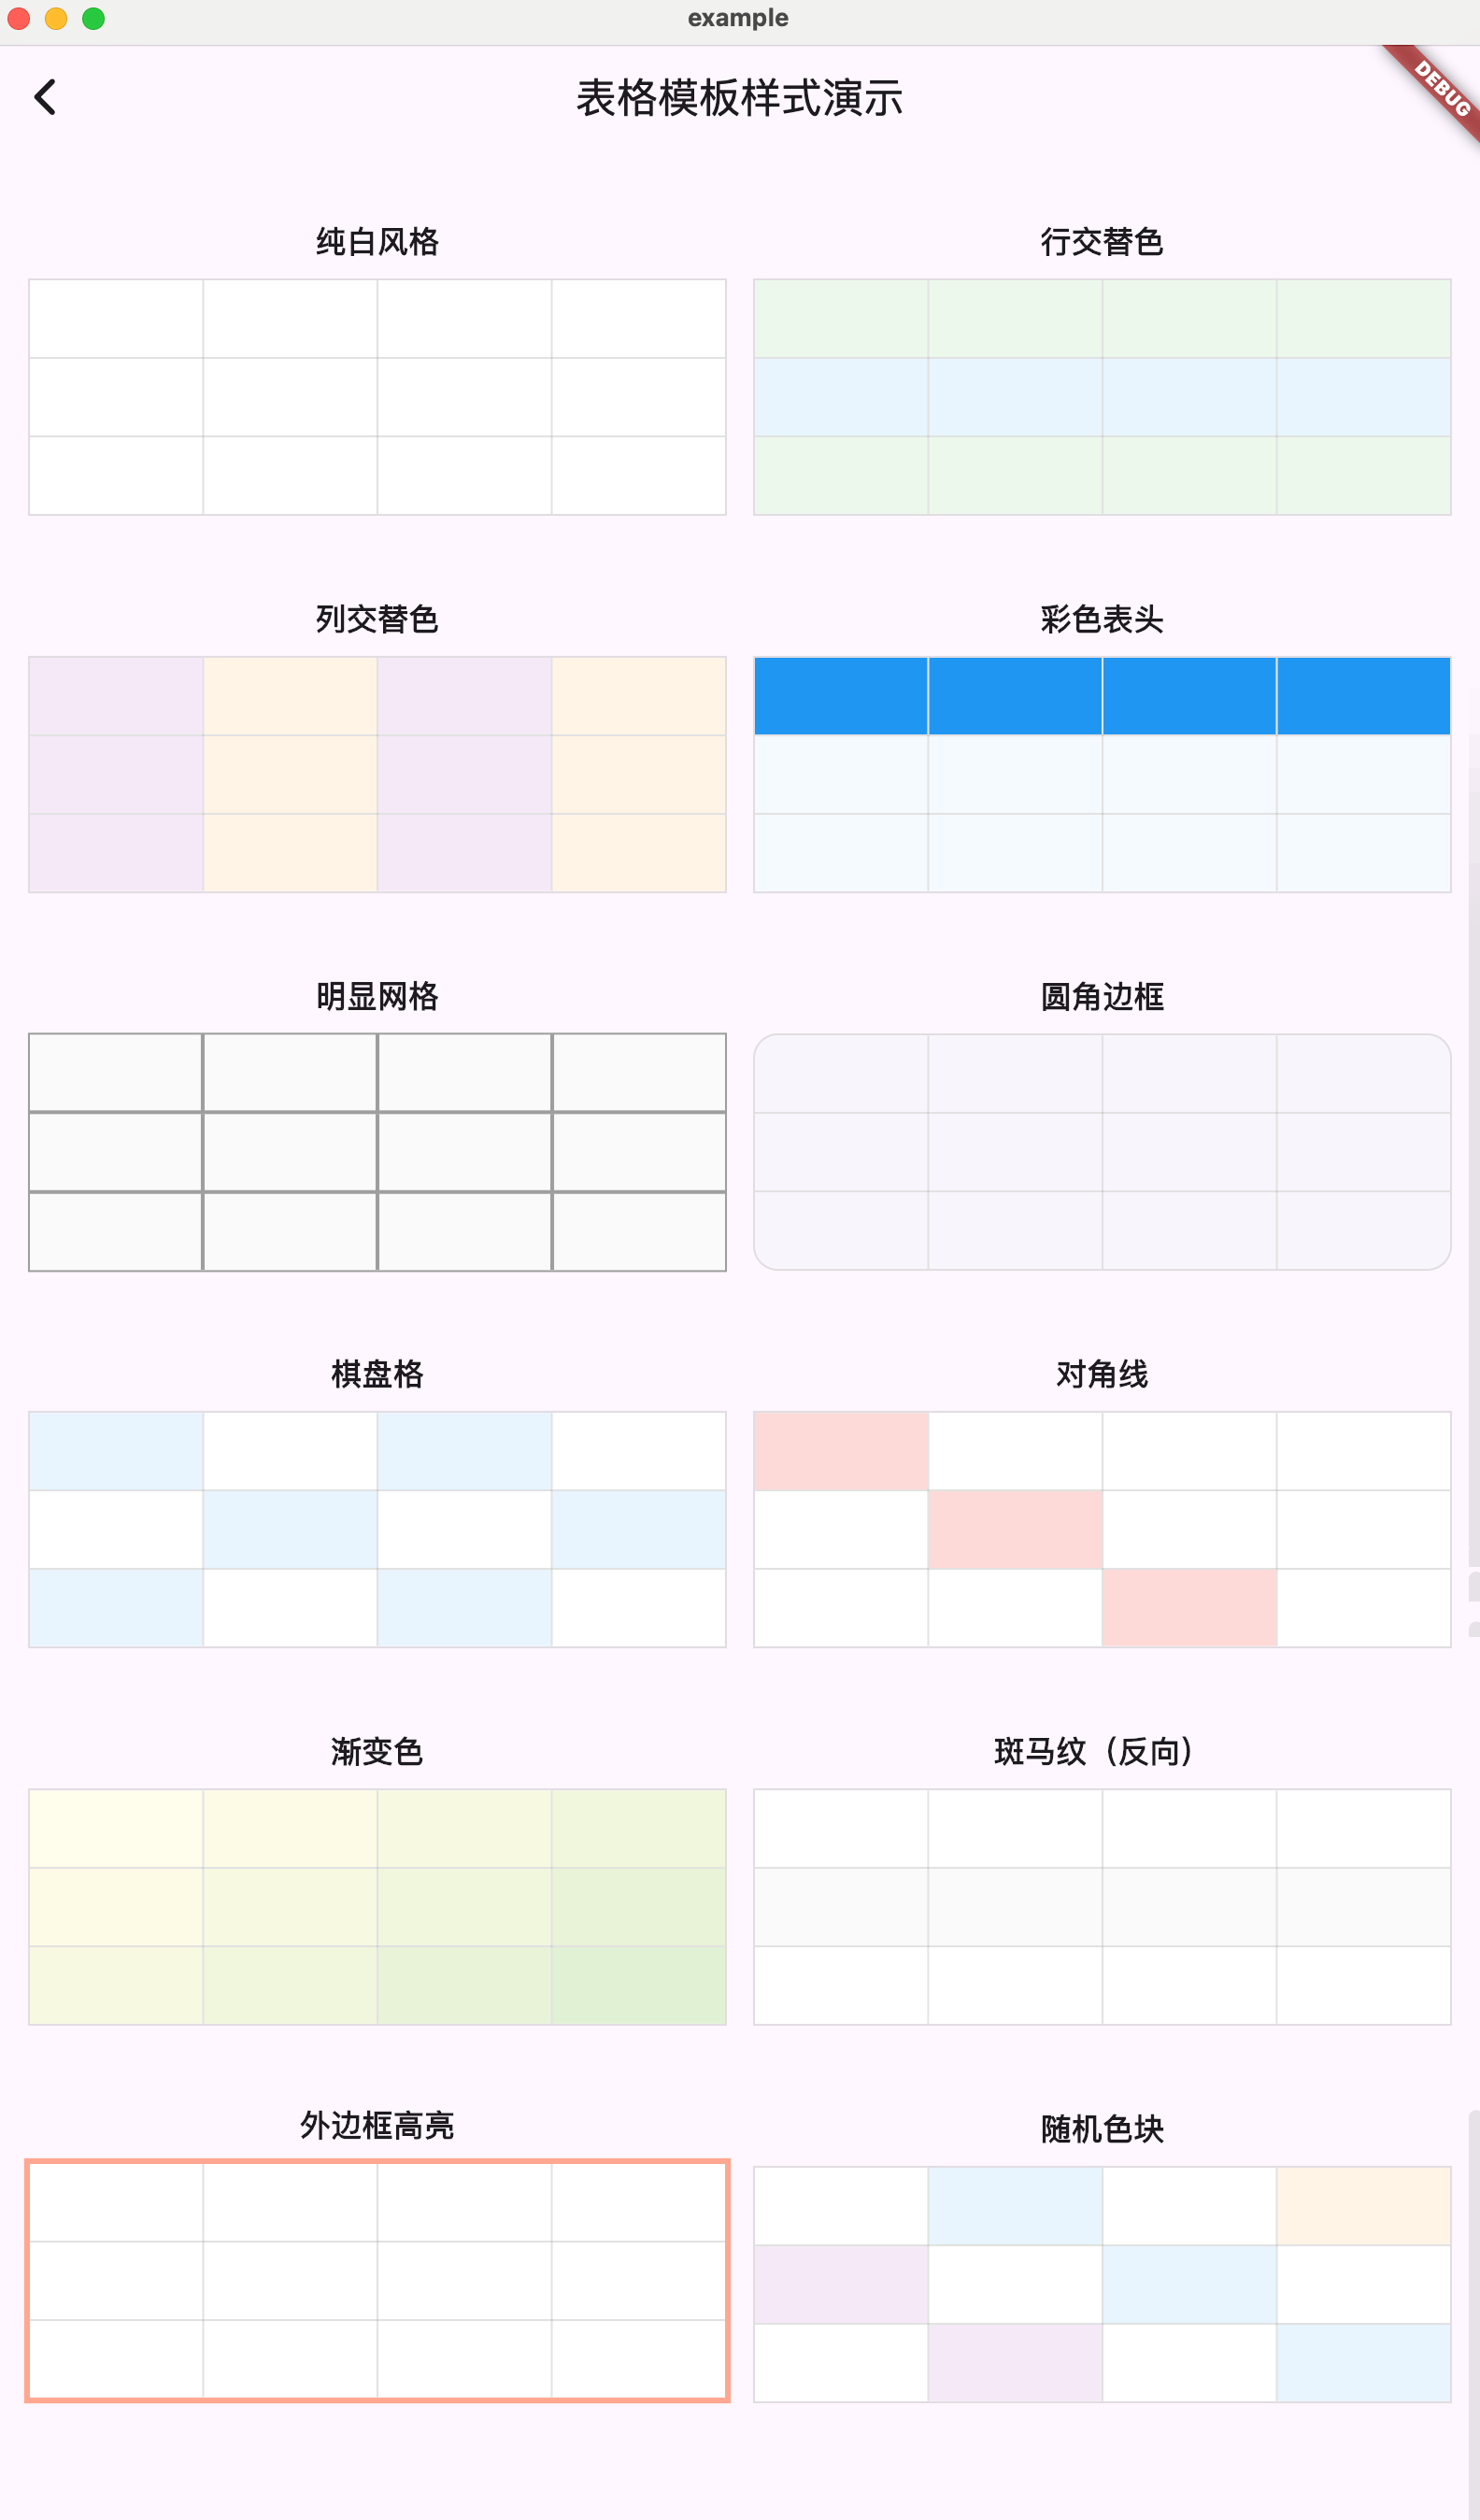 example
DEBUG
表格模板样式演示
纯白风格
行交替色
列交替色
彩色表头
明显网格
圆角边框
棋盘格
对角线
渐变色
斑马纹（反向）
外边框高亮
随机色块